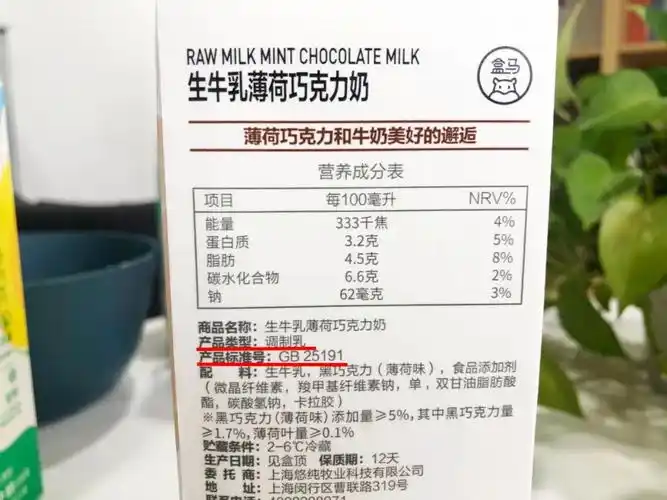 RAW MILK MINT CHOCOLATE MILK
生牛乳薄荷巧克力奶
盒马
薄荷巧克力和牛奶美好的邂逅
营养成分表
项目 每100毫升 NRV%
能量 333千焦 4%
蛋白质 3.2克 5%
脂肪 4.5克 8%
碳水化合物 6.6克 2%
钠 62毫克 3%
商品名称：生牛乳薄荷巧克力奶
产品类型：调制乳
产品标准号：GB 25191
配 料：生牛乳，黑巧克力（薄荷味），食品添加剂
（微晶纤维素，羧甲基纤维素钠，单，双甘油脂肪酸
酯，碳酸氢钠，卡拉胶）
※黑巧克力（薄荷味）添加量≥5%,其中黑巧克力量
≥1.7%,薄荷叶量≥0.1%
贮藏条件：2-6℃冷藏
生产日期：见盒顶 保质期：12天
委 托 商：上海悠纯牧业科技有限公司
地 址：上海闵行区曹联路319号